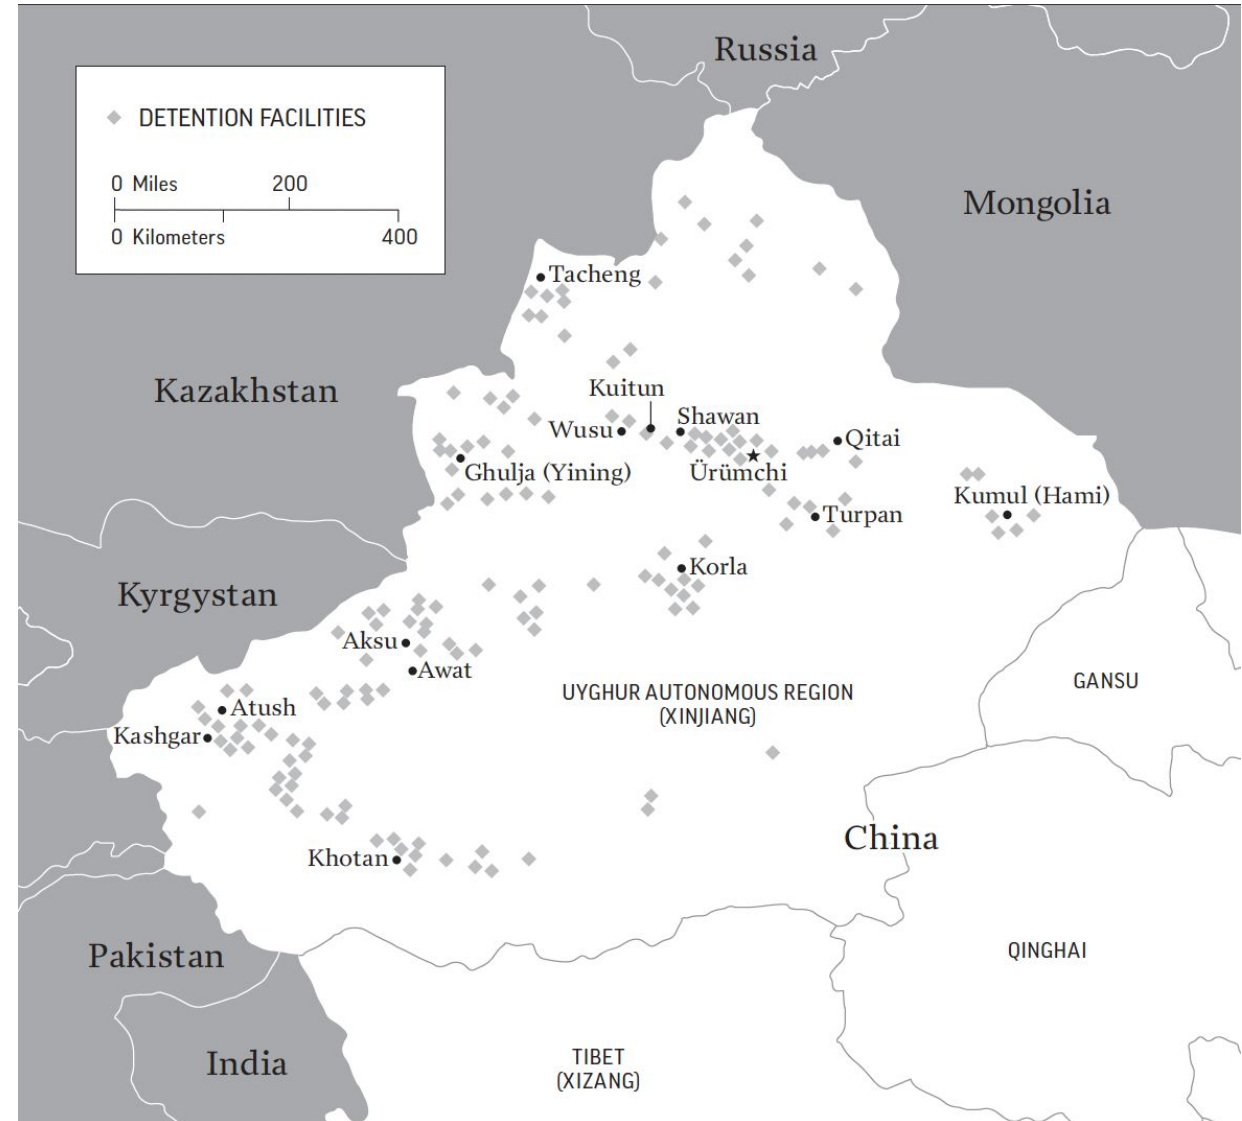 Russia
DETENTION FACILITIES
0 Miles 200
0 Kilometers 400
Mongolia
Tacheng
Kazakhstan
Kuitun
Shawan
Wusu
Qitai
Ghulja (Yining)
Ürümchi
Kumul (Hami)
Turpan
Korla
Kyrgystan
Aksu
Awat
GANSU
UYGHUR AUTONOMOUS REGION
(XINJIANG)
Atush
Kashgar
China
Khotan
Pakistan
QINGHAI
India
TIBET
(XIZANG)